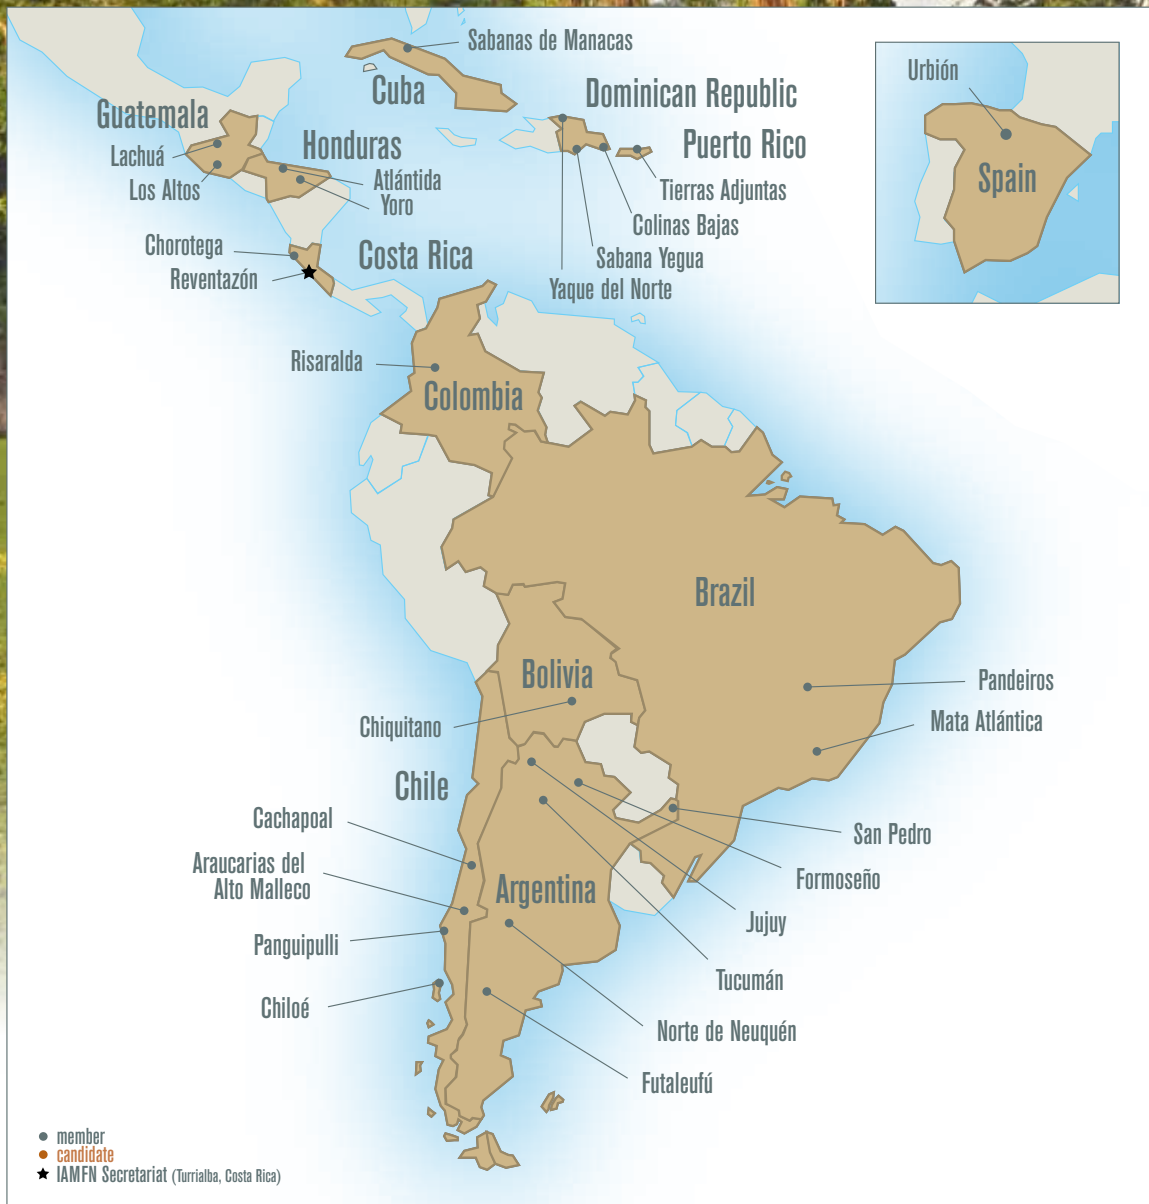 Sabanas de Manacas
Cuba
Dominican Republic
Puerto Rico
Guatemala
Honduras
Lachuá
Los Altos
Atlántida
Yoro
Tierras Adjuntas
Colinas Bajas
Sabana Yegua
Yaque del Norte
Chorotega
Reventazón
Costa Rica
Urbión
Spain
Risaralda
Colombia
Brazil
Bolivia
Pandeiros
Chiquitano
Mata Atlántica
Chile
Cachapoal
San Pedro
Araucarias del
Alto Malleco
Formoseño
Argentina
Jujuy
Panguipulli
Tucumán
Chiloé
Norte de Neuquén
Futaleufú
member
candidate
IAMFN Secretariat (Turrialba, Costa Rica)